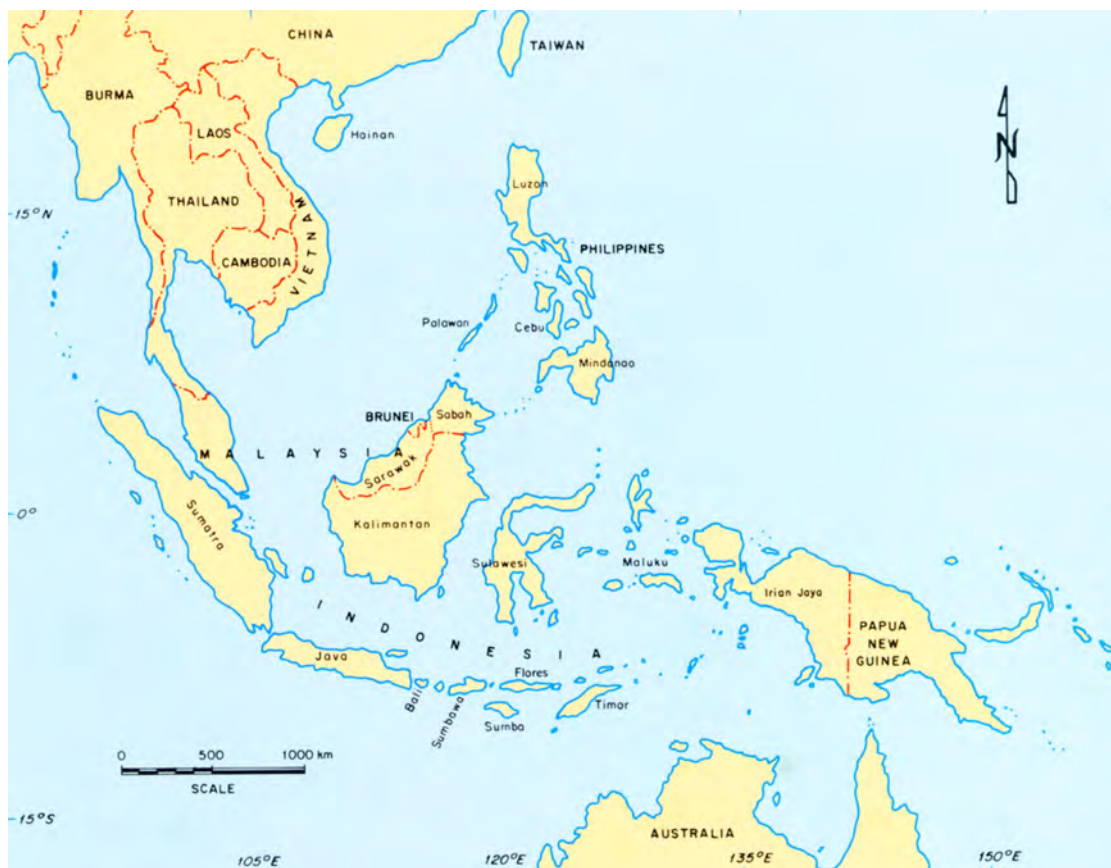 CHINA
TAIWAN
BURMA
LAOS
Hainan
N
Luzon
15°N
THAILAND
VIETNAM
PHILIPPINES
CAMBODIA
Palawan
Cebu
Mindanao
BRUNEI
Sabah
MALAYSIA
Sarawak
0°
Sumatra
Kalimantan
Sulawesi
Maluku
Irian Jaya
INDONESIA
PAPUA
NEW
GUINEA
Java
Flores
Bali
Sumbawa
Timor
Sumba
0 500 1000 km
SCALE
15°S
AUSTRALIA
105°E
120°E
135°E
150°E